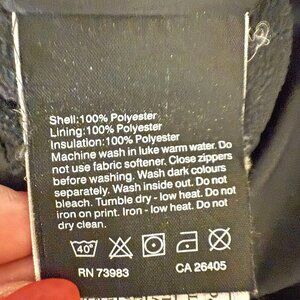 Shell:100% Polyester
Lining:100% Polyester
Insulation:100% Polyester
Machine wash in luke warm water. Do
not use fabric softener. Close zippers
before washing. Wash dark colours
separately. Wash inside out. Do not
bleach. Tumble dry - low heat. Do not
iron on print. Iron - low heat. Do not
dry clean.
40°
RN 73983 CA 26405